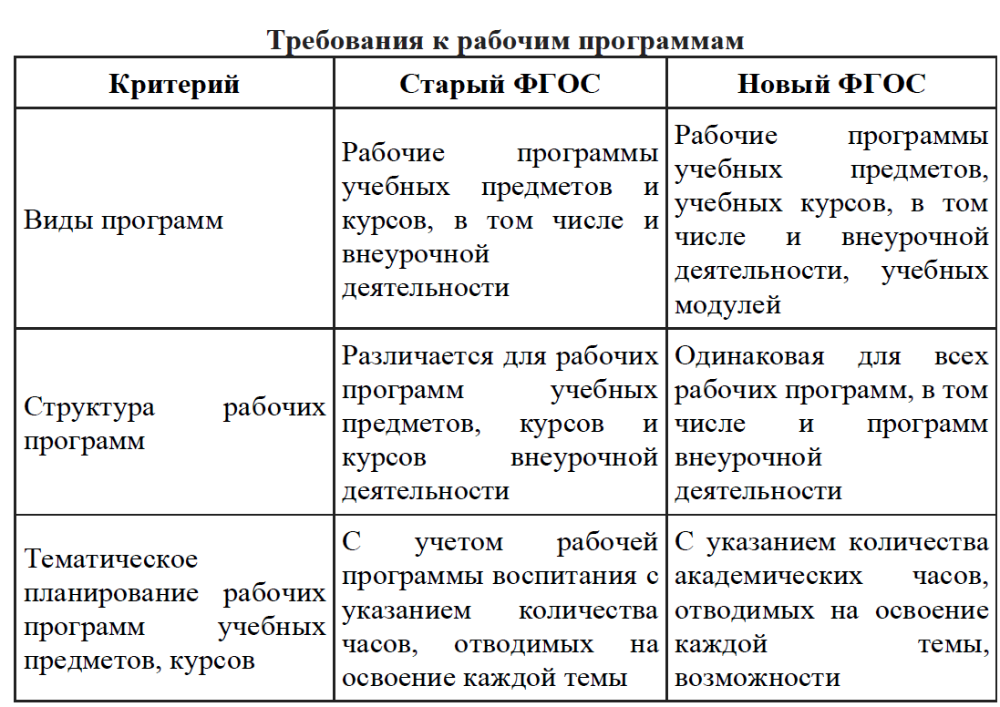 Требования к рабочим программам
Критерий
Старый ФГОС
Новый ФГОС
Виды программ
Рабочие программы
учебных предметов и
курсов, в том числе и
внеурочной
деятельности
Рабочие программы
учебных предметов,
учебных курсов, в том
числе и внеурочной
деятельности, учебных
модулей
Структура рабочих
программ
Различается для рабочих
программ учебных
предметов, курсов и
курсов внеурочной
деятельности
Одинаковая для всех
рабочих программ, в том
числе и программ
внеурочной
деятельности
Тематическое
планирование рабочих
программ учебных
предметов, курсов
С учетом рабочей
программы воспитания с
указанием количества
часов, отводимых на
освоение каждой темы
С указанием количества
академических часов,
отводимых на освоение
каждой темы,
возможности